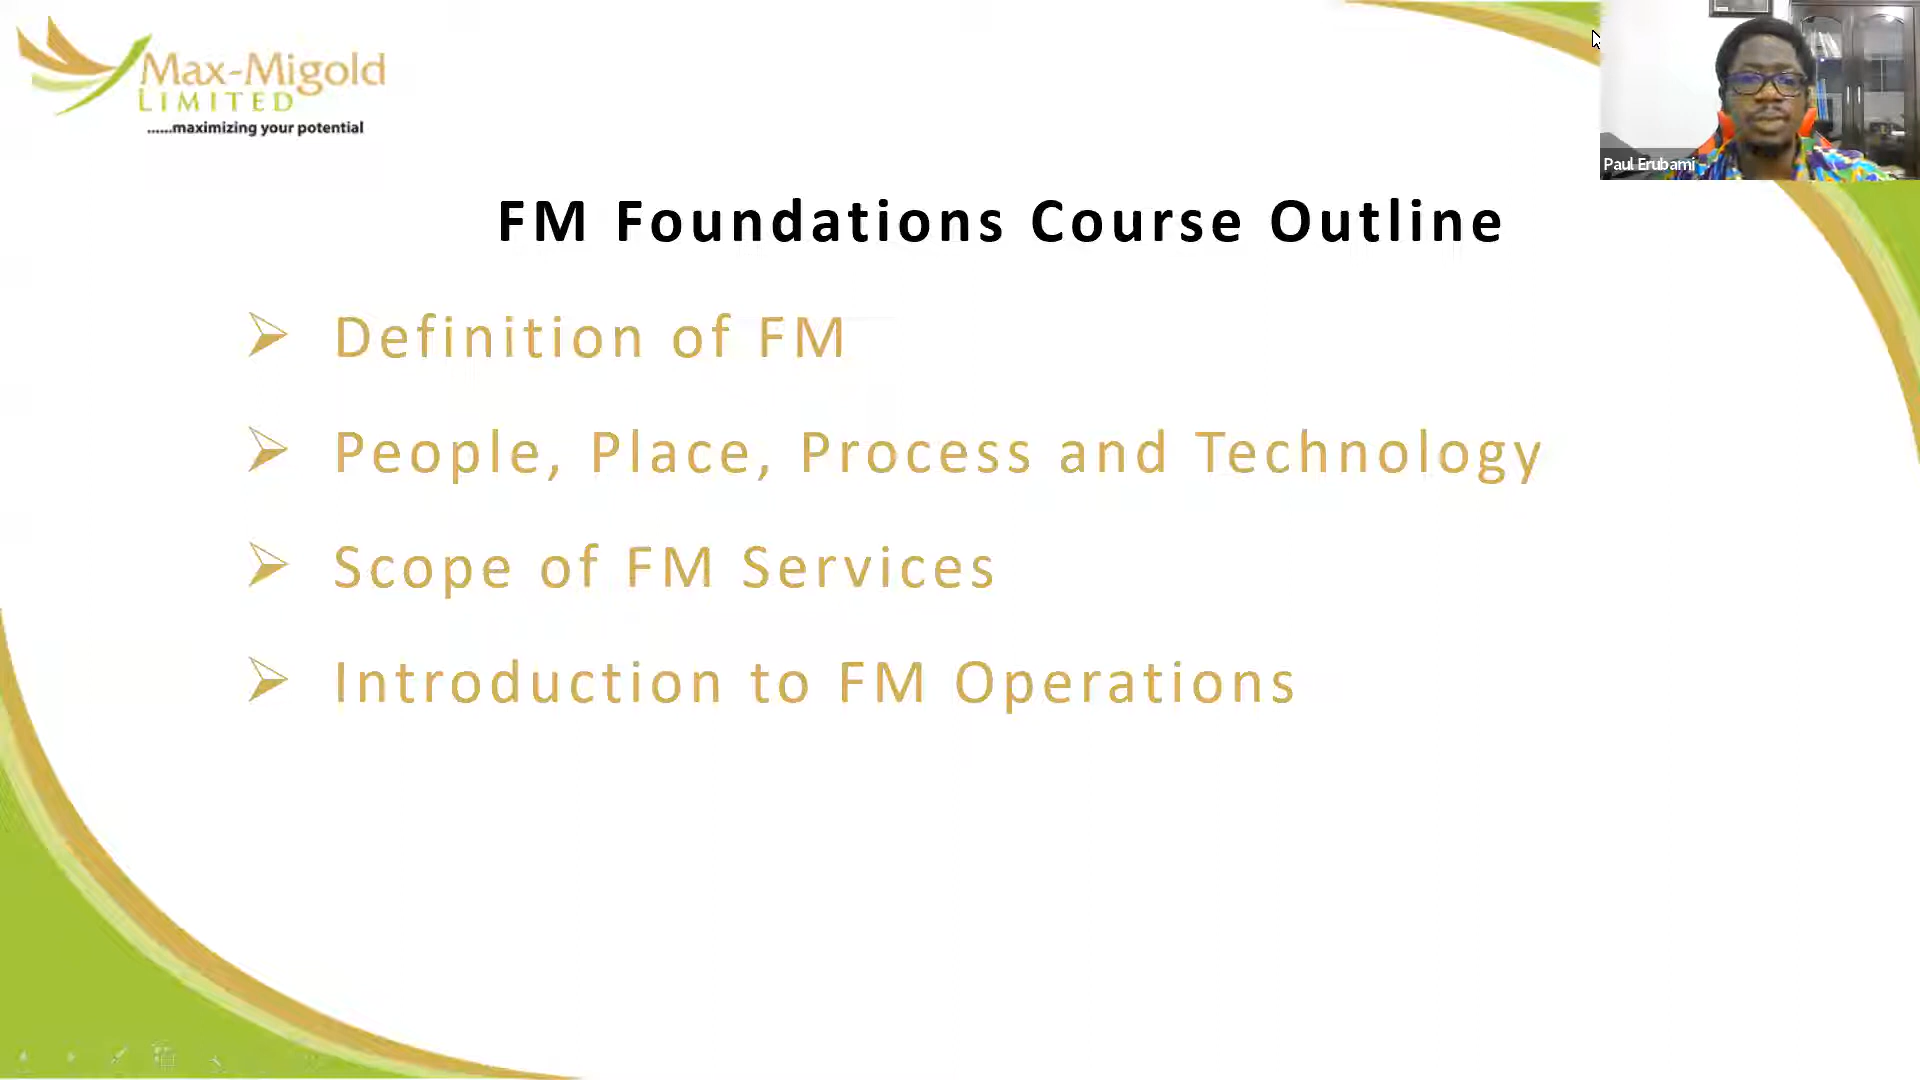 Max-Migold
LIMITED
......maximizing your potential
Paul Erubami
FM Foundations Course Outline
Definition of FM
People, Place, Process and Technology
Scope of FM Services
Introduction to FM Operations